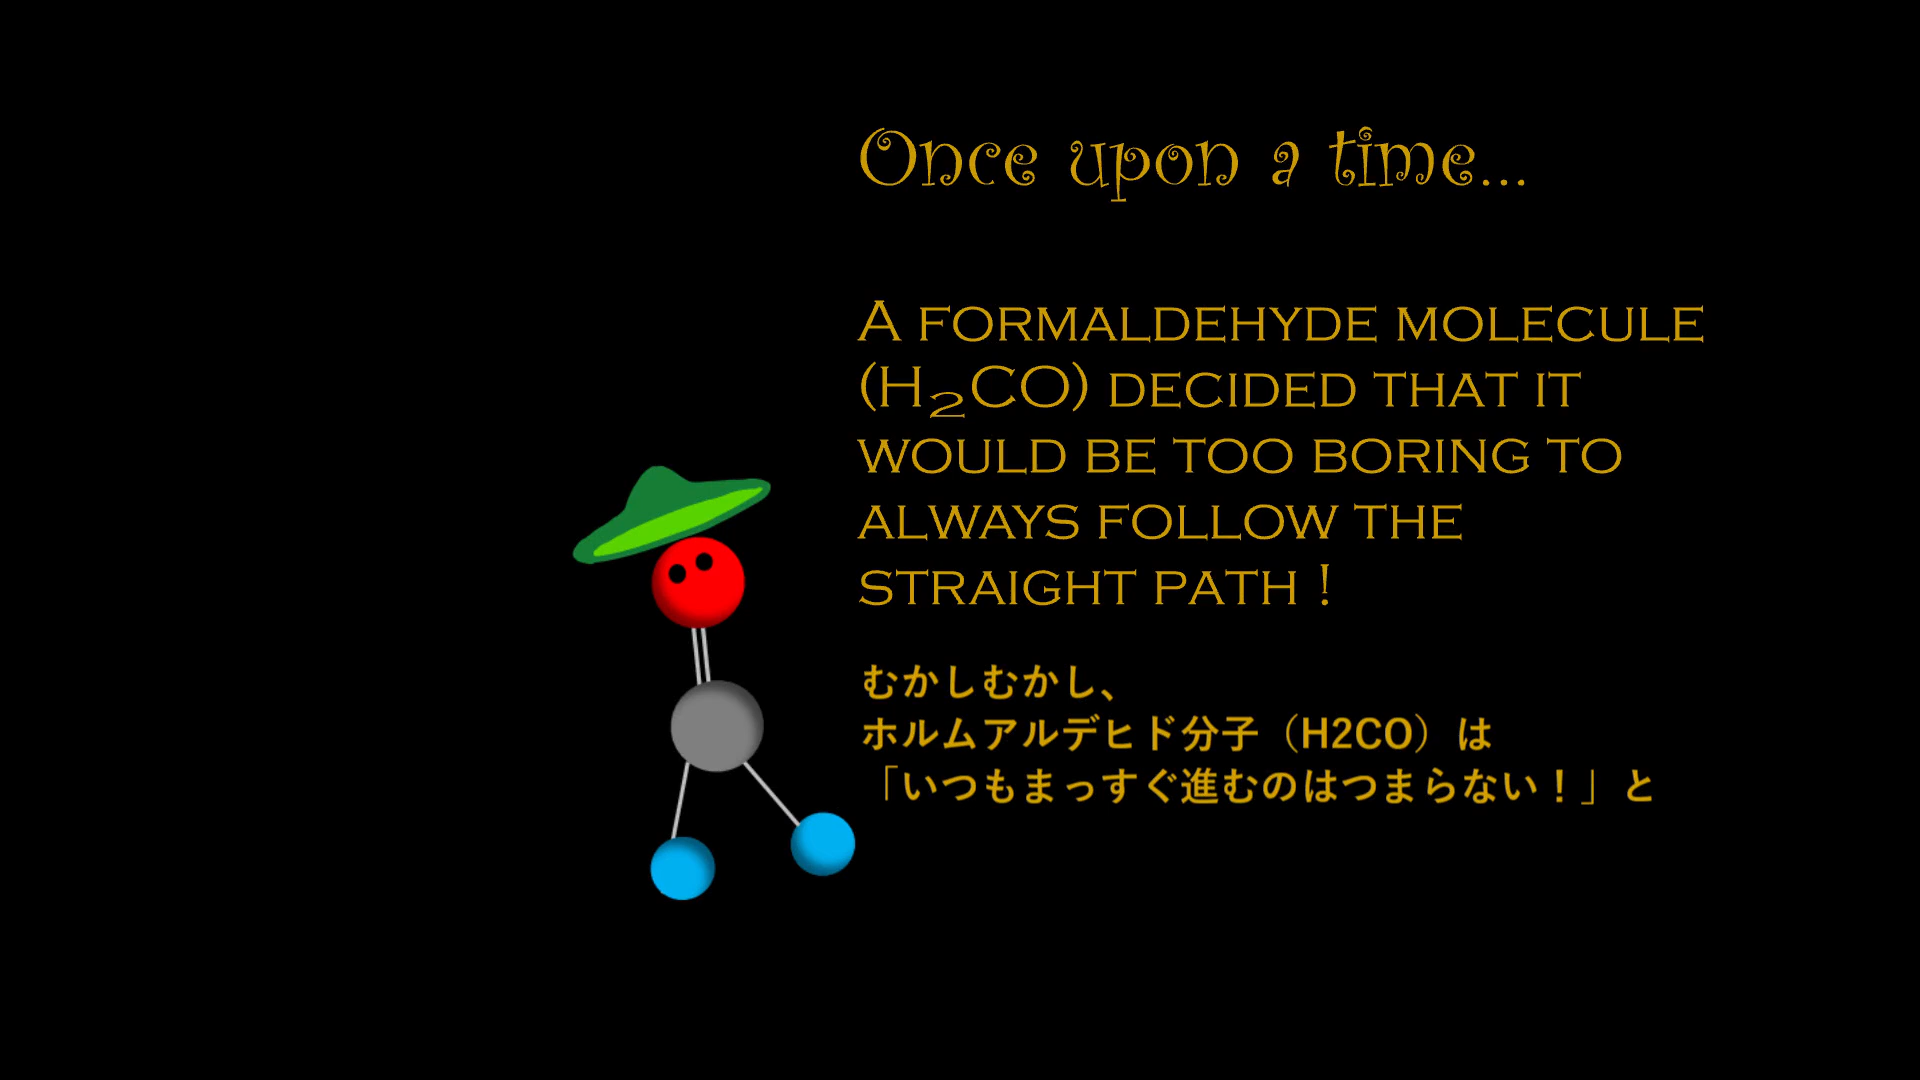 Once upon a time...
A FORMALDEHYDE MOLECULE
(H₂CO) DECIDED THAT IT
WOULD BE TOO BORING TO
ALWAYS FOLLOW THE
STRAIGHT PATH !
むかしむかし、
ホルムアルデヒド分子（H2CO）は
「いつもまっすぐ進むのはつまらない！」と